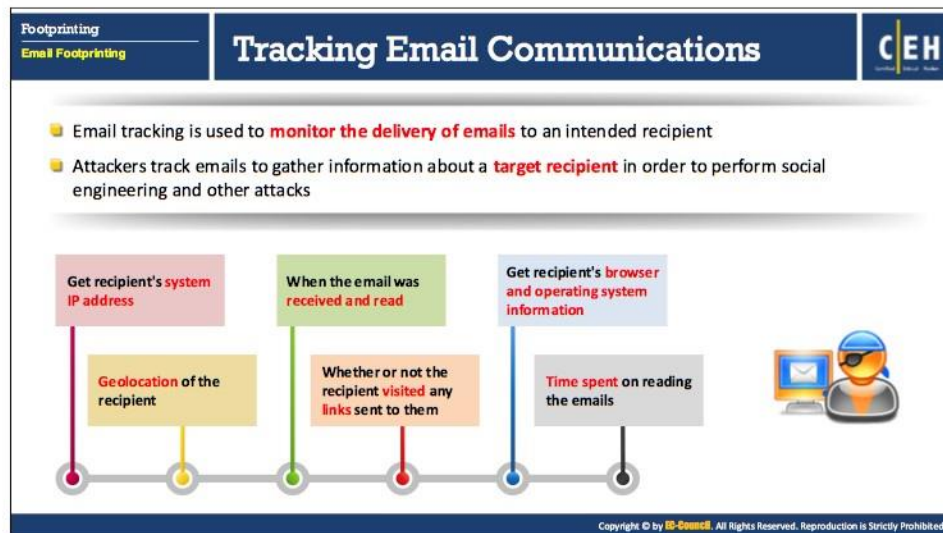 Footprinting
Email Footprinting
Tracking Email Communications
C|EH
Email tracking is used to monitor the delivery of emails to an intended recipient
Attackers track emails to gather information about a target recipient in order to perform social
engineering and other attacks
Get recipient's system
IP address
When the email was
received and read
Get recipient's browser
and operating system
information
Geolocation of the
recipient
Whether or not the
recipient visited any
links sent to them
Time spent on reading
the emails
Copyright © by EC-Council. All Rights Reserved. Reproduction is Strictly Prohibited.